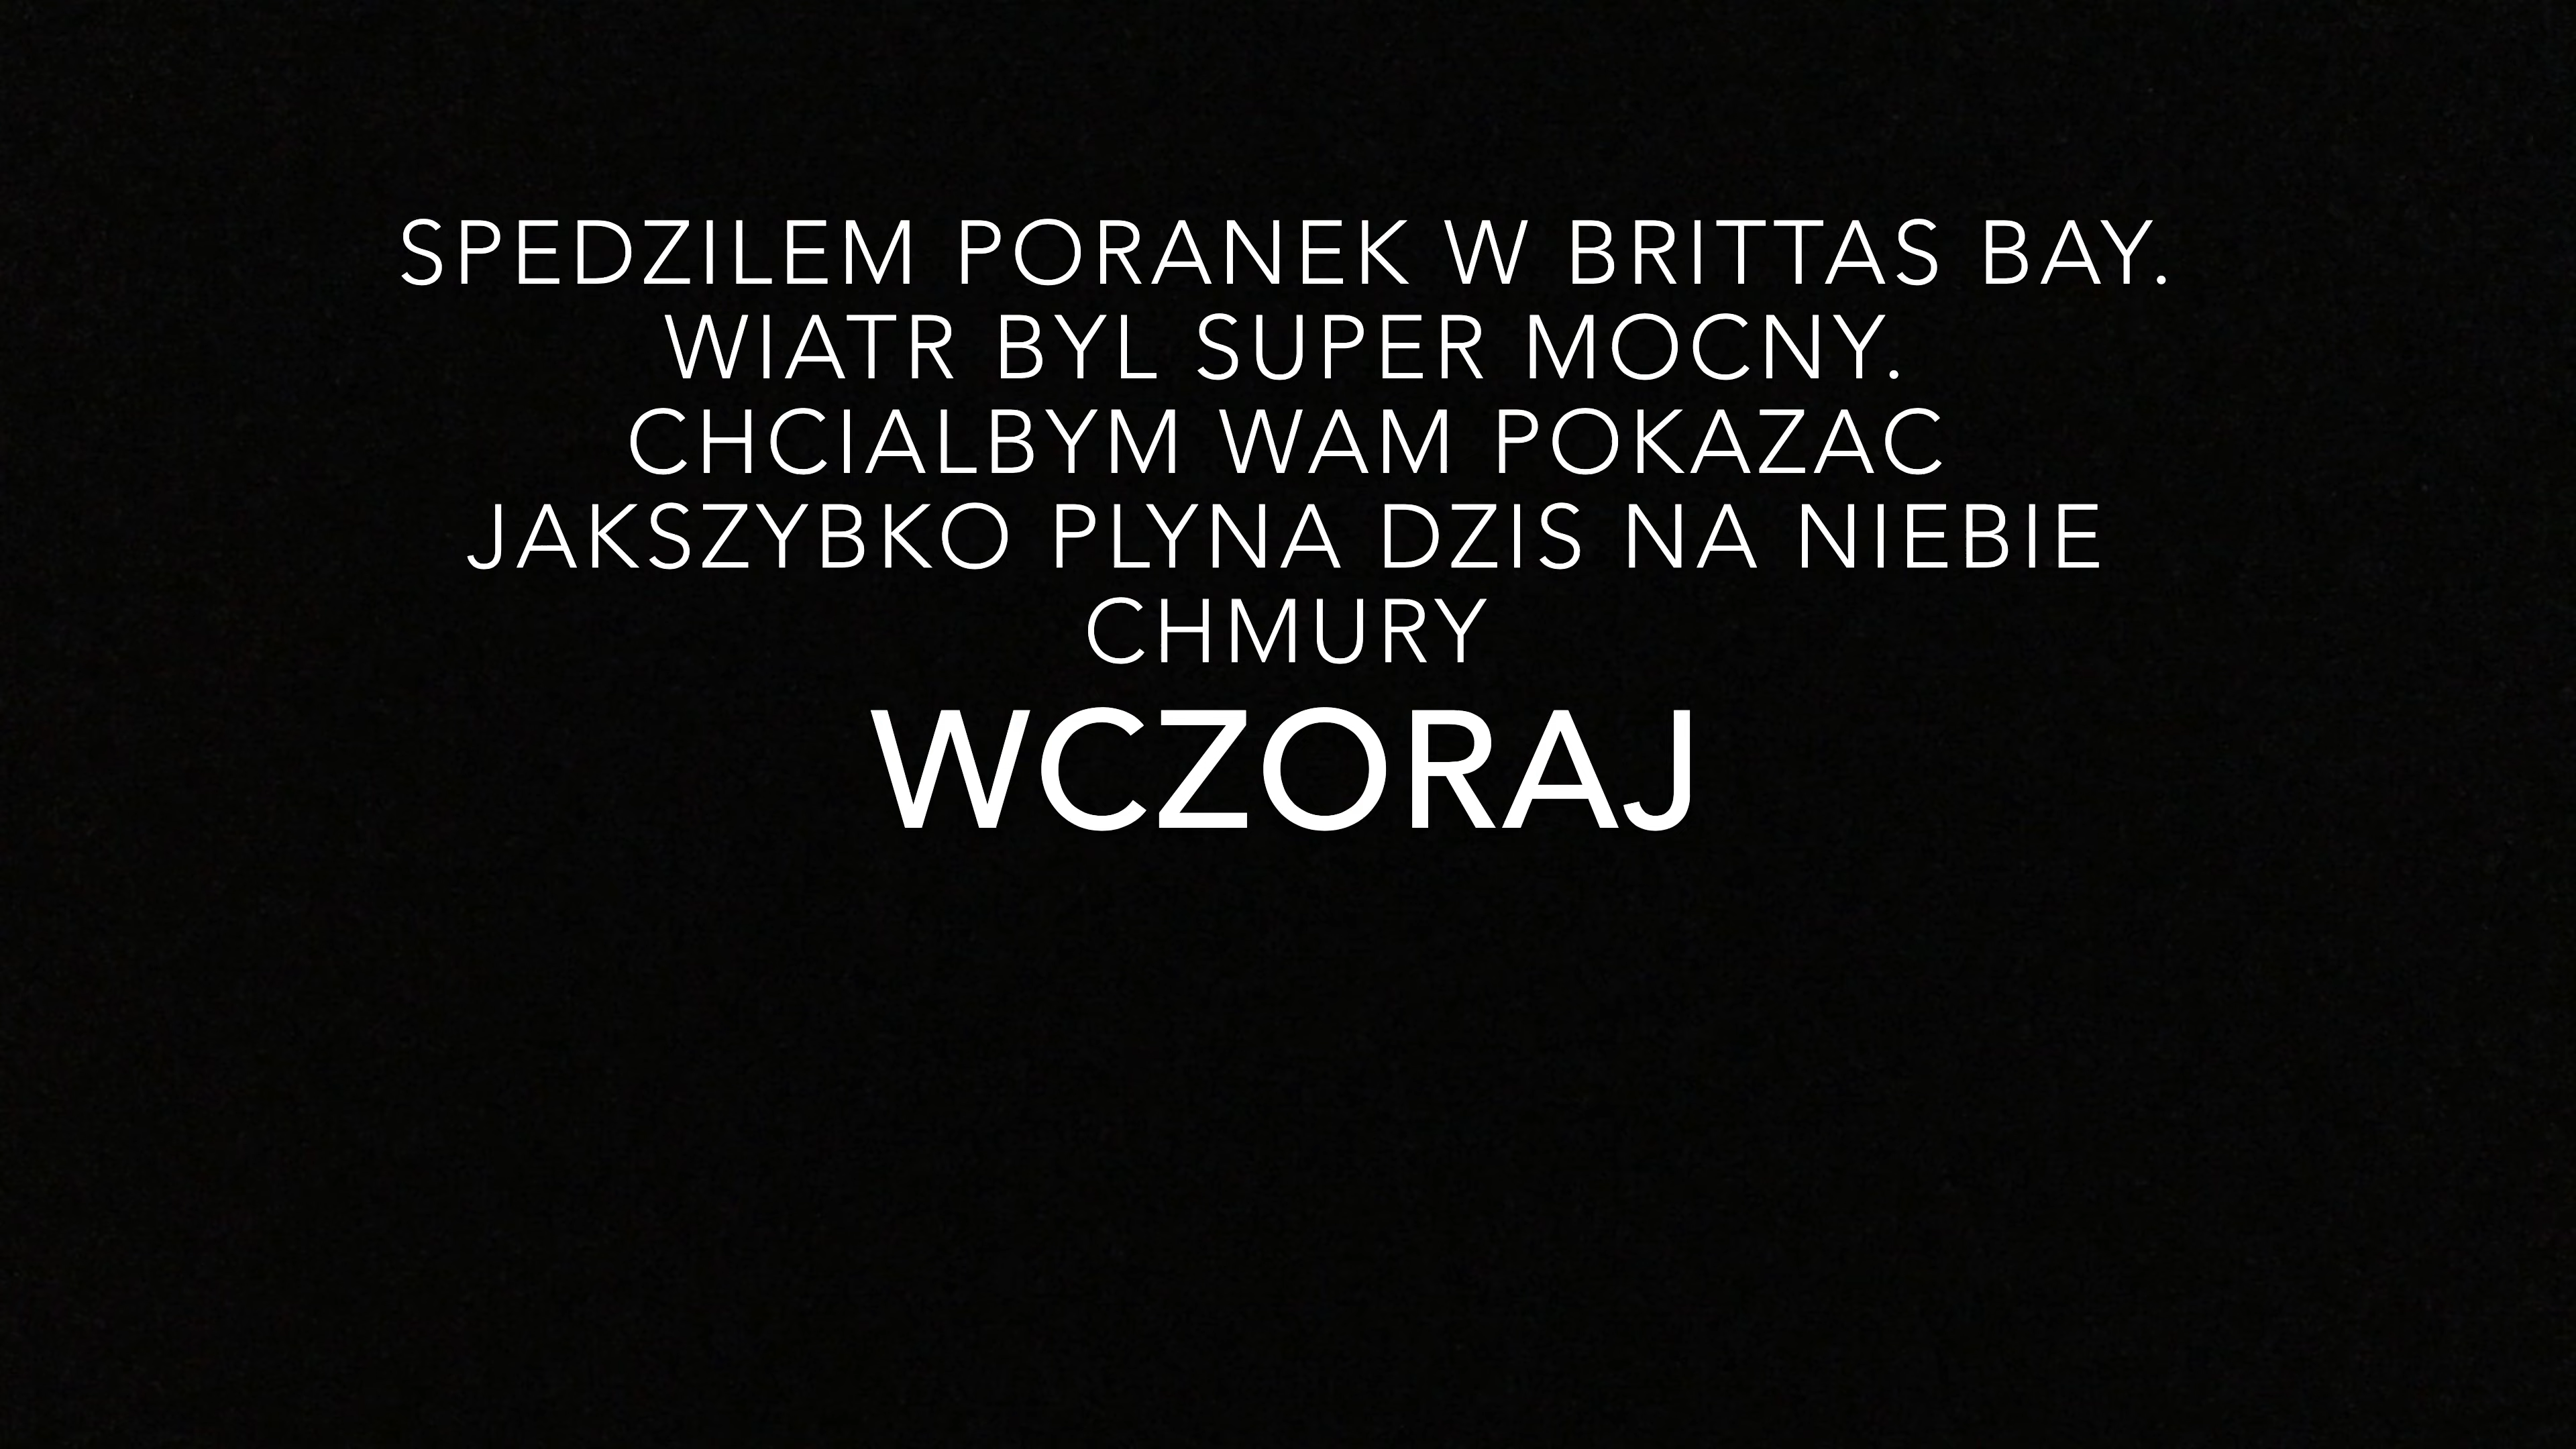 SPEDZILEM PORANEK W BRITTAS BAY.
WIATR BYL SUPER MOCNY.
CHCIALBYM WAM POKAZAC
JAKSZYBKO PLYNA DZIS NA NIEBIE
CHMURY
WCZORAJ